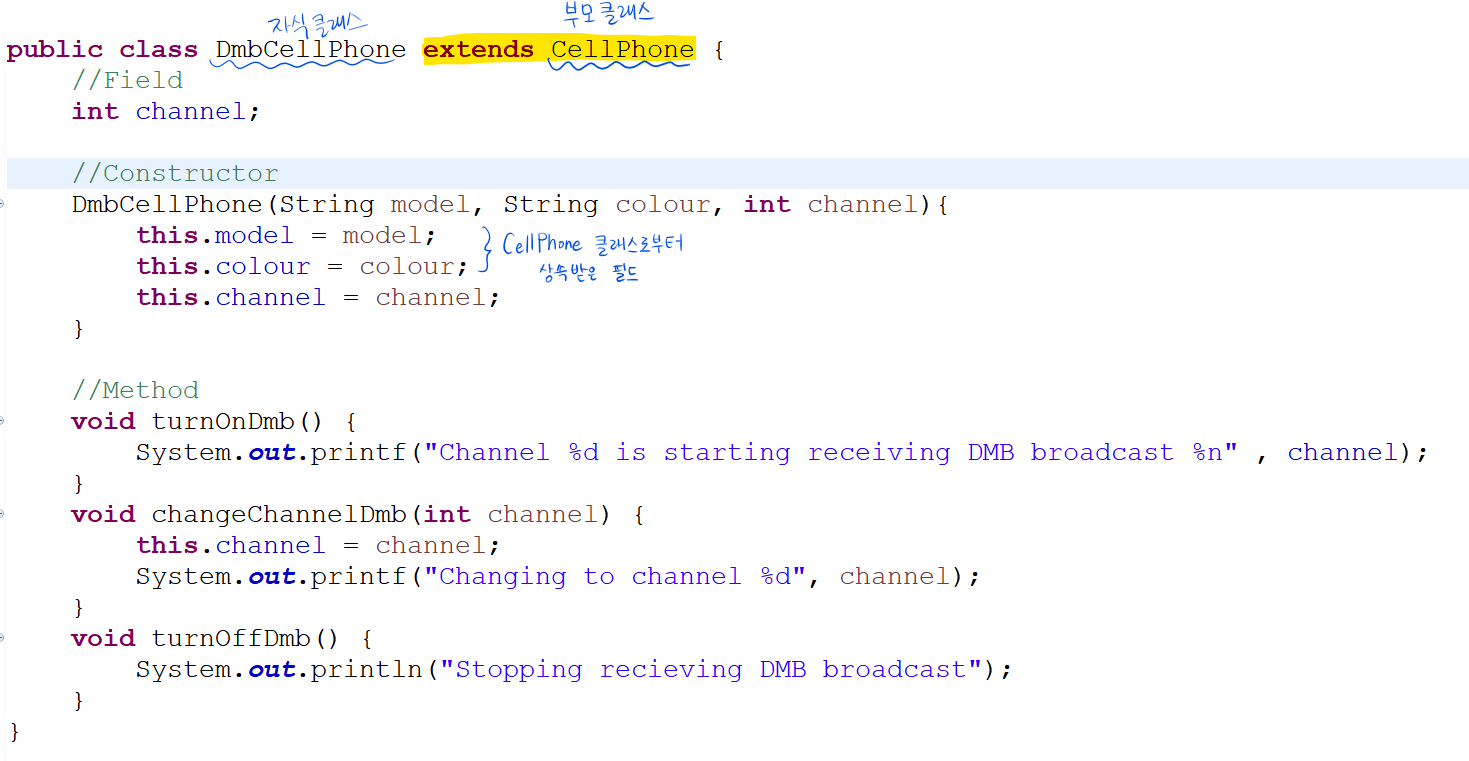 자식클래스 부모클래스
public class DmbCellPhone extends CellPhone {
//Field
int channel;
//Constructor
DmbCellPhone(String model, String colour, int channel){
this.model = model;
this.colour = colour;
} CellPhone 클래스로부터
상속받은 필드
this.channel = channel;
}
//Method
void turnOnDmb() {
System.out.printf("Channel %d is starting receiving DMB broadcast %n" , channel);
}
void changeChannelDmb(int channel) {
this.channel = channel;
System.out.printf("Changing to channel %d", channel);
}
void turnOffDmb() {
System.out.println("Stopping recieving DMB broadcast");
}
}